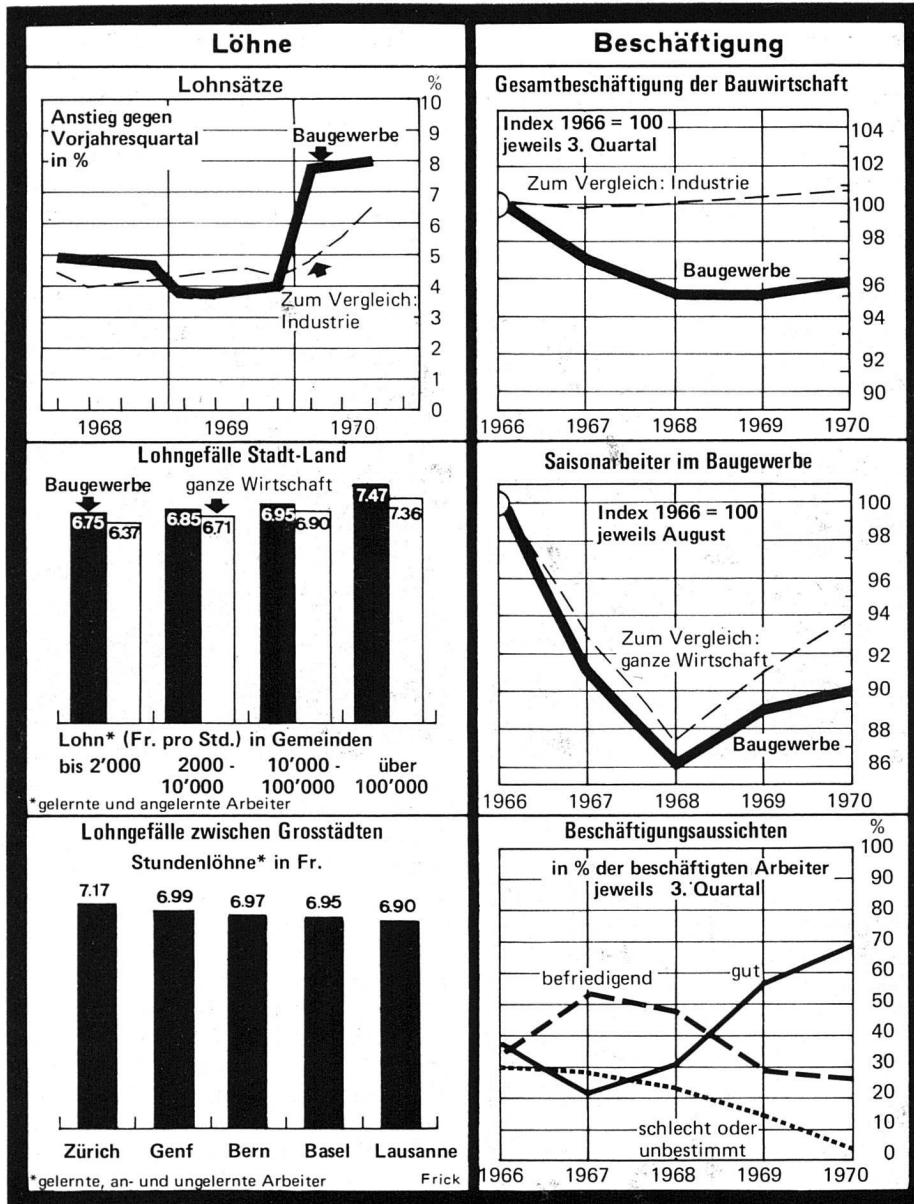 Löhne
Lohnsätze
%
Anstieg gegen
Vorjahresquartal
in %
Baugewerbe
Zum Vergleich:
Industrie
10
9
8
7
6
5
4
3
2
1
0
1968 1969 1970
Lohngefälle Stadt-Land
Baugewerbe ganze Wirtschaft
6.75 6.37 6.85 6.71 6.95 6.90 7.47 7.36
Lohn* (Fr. pro Std.) in Gemeinden
bis 2'000 2000 - 10'000 - über
10'000 100'000 100'000
*gelernte und angelernte Arbeiter
Lohngefälle zwischen Grosstädten
Stundenlöhne* in Fr.
7.17 6.99 6.97 6.95 6.90
Zürich Genf Bern Basel Lausanne
*gelernte, an- und ungelernte Arbeiter Frick
Beschäftigung
Gesamtbeschäftigung der Bauwirtschaft
Index 1966 = 100
jeweils 3. Quartal
Zum Vergleich: Industrie
Baugewerbe
104
102
100
98
96
94
92
90
1966 1967 1968 1969 1970
Saisonarbeiter im Baugewerbe
Index 1966 = 100
jeweils August
Zum Vergleich:
ganze Wirtschaft
Baugewerbe
100
98
96
94
92
90
88
86
1966 1967 1968 1969 1970
Beschäftigungsaussichten
%
in % der beschäftigten Arbeiter
jeweils 3. Quartal
befriedigend
gut
schlecht oder
unbestimmt
100
90
80
70
60
50
40
30
20
10
0
1966 1967 1968 1969 1970